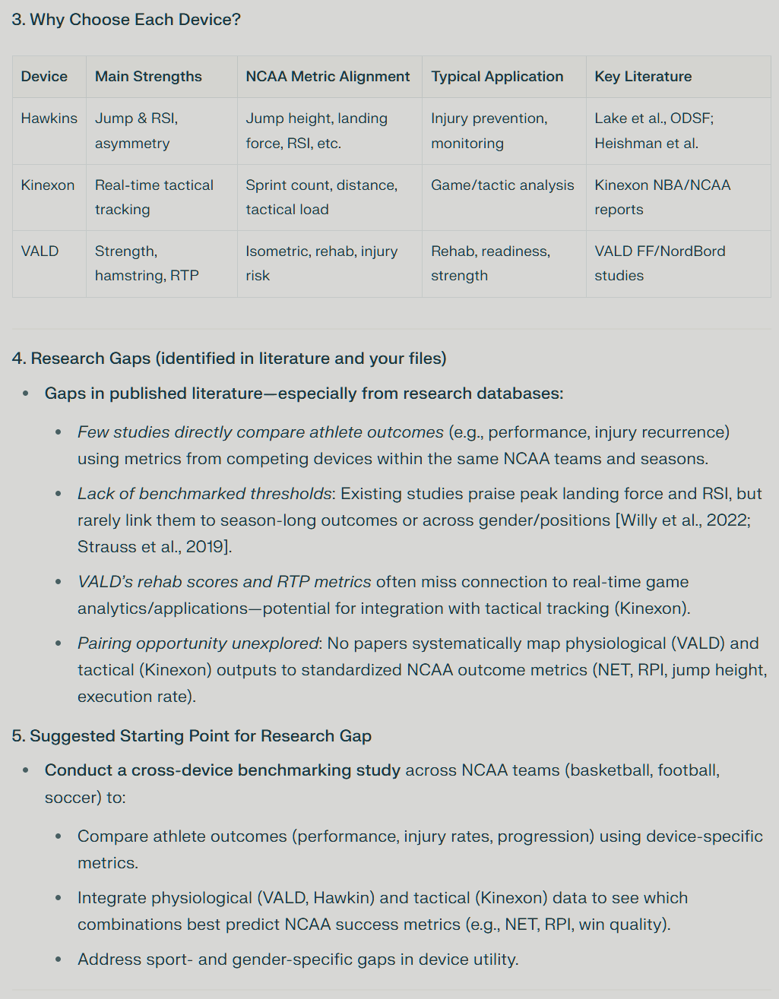 3. Why Choose Each Device?
Device Main Strengths NCAA Metric Alignment Typical Application Key Literature
Hawkins Jump & RSI, Jump height, landing Injury prevention, Lake et al., ODSF;
asymmetry force, RSI, etc. monitoring Heishman et al.
Kinexon Real-time tactical Sprint count, distance, Game/tactic analysis Kinexon NBA/NCAA
tracking tactical load reports
VALD Strength, Isometric, rehab, injury Rehab, readiness, VALD FF/NordBord
hamstring, RTP risk strength studies
4. Research Gaps (identified in literature and your files)
• Gaps in published literature—especially from research databases:
• Few studies directly compare athlete outcomes (e.g., performance, injury recurrence)
using metrics from competing devices within the same NCAA teams and seasons.
• Lack of benchmarked thresholds: Existing studies praise peak landing force and RSI, but
rarely link them to season-long outcomes or across gender/positions [Willy et al., 2022;
Strauss et al., 2019].
• VALD’s rehab scores and RTP metrics often miss connection to real-time game
analytics/applications—potential for integration with tactical tracking (Kinexon).
• Pairing opportunity unexplored: No papers systematically map physiological (VALD) and
tactical (Kinexon) outputs to standardized NCAA outcome metrics (NET, RPI, jump height,
execution rate).
5. Suggested Starting Point for Research Gap
• Conduct a cross-device benchmarking study across NCAA teams (basketball, football,
soccer) to:
• Compare athlete outcomes (performance, injury rates, progression) using device-specific
metrics.
• Integrate physiological (VALD, Hawkin) and tactical (Kinexon) data to see which
combinations best predict NCAA success metrics (e.g., NET, RPI, win quality).
• Address sport- and gender-specific gaps in device utility.